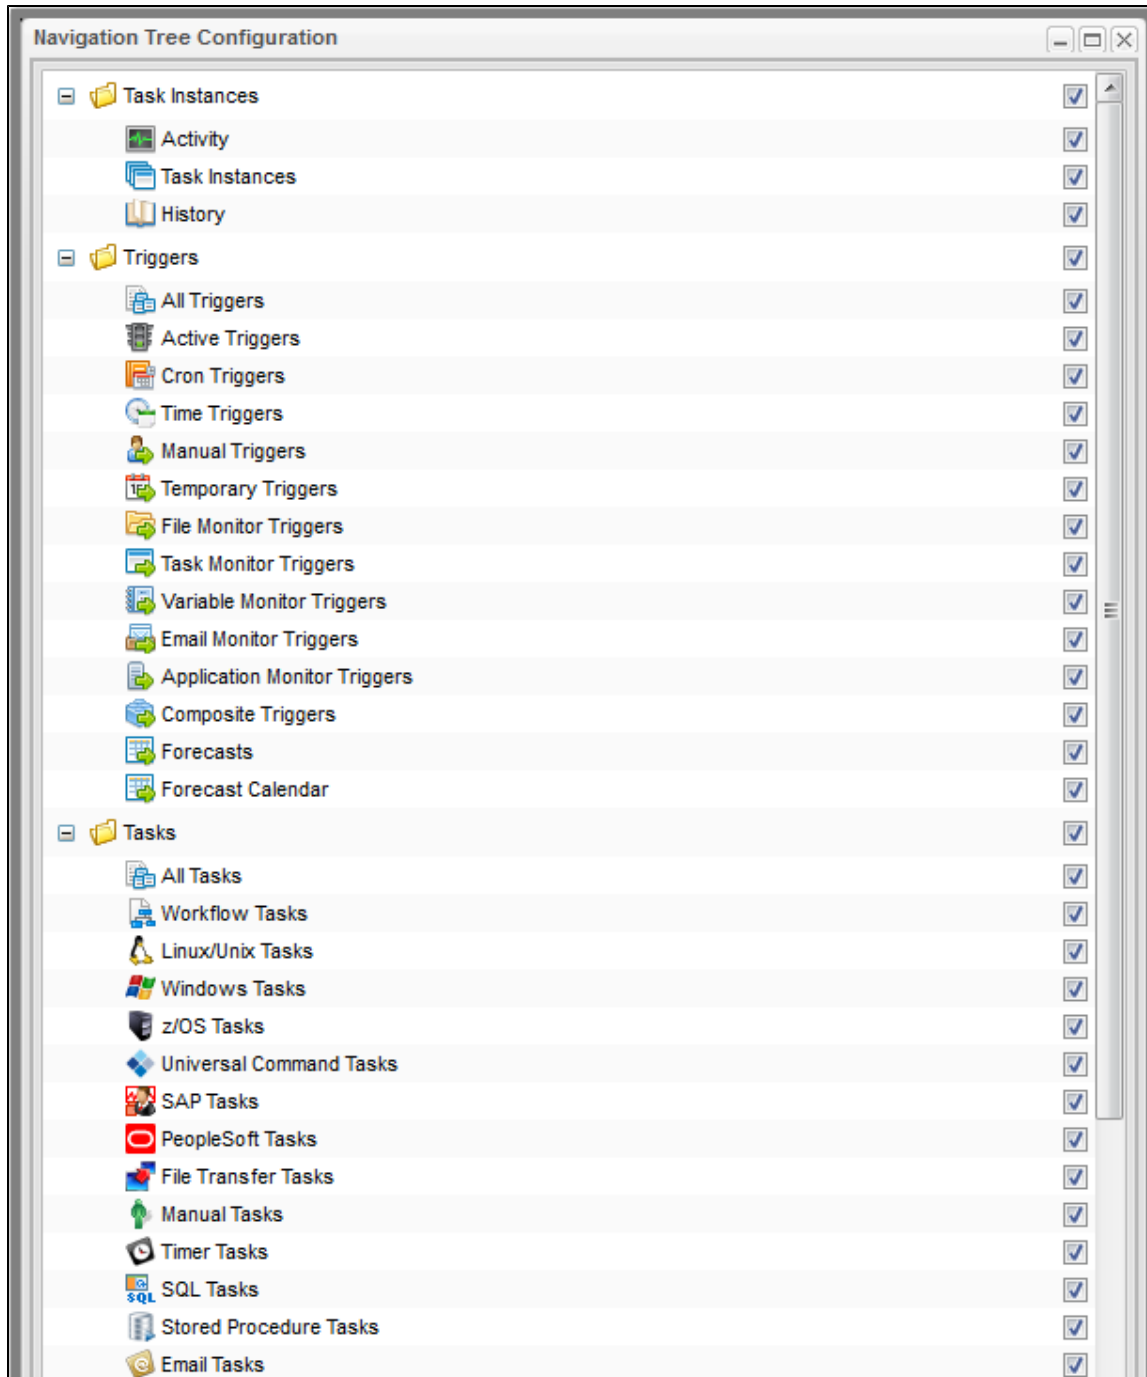 Navigation Tree Configuration
Task Instances
Activity
Task Instances
History
Triggers
All Triggers
Active Triggers
Cron Triggers
Time Triggers
Manual Triggers
Temporary Triggers
File Monitor Triggers
Task Monitor Triggers
Variable Monitor Triggers
Email Monitor Triggers
Application Monitor Triggers
Composite Triggers
Forecasts
Forecast Calendar
Tasks
All Tasks
Workflow Tasks
Linux/Unix Tasks
Windows Tasks
z/OS Tasks
Universal Command Tasks
SAP Tasks
PeopleSoft Tasks
File Transfer Tasks
Manual Tasks
Timer Tasks
SQL Tasks
Stored Procedure Tasks
Email Tasks